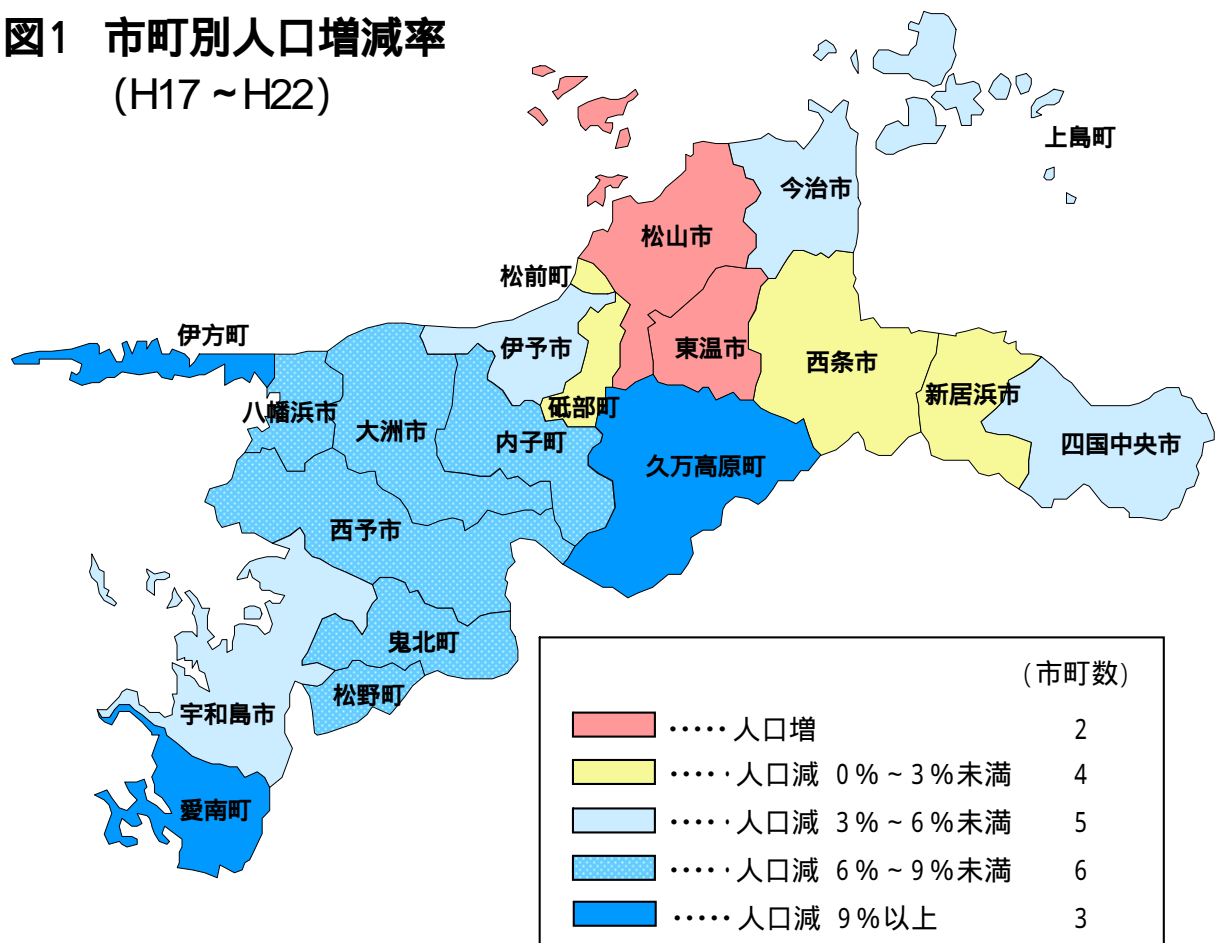 図1 市町別人口増減率
(H17~H22)
上島町
今治市
松山市
松前町
伊方町
伊予市
東温市
西条市
新居浜市
八幡浜市
大洲市
砥部町
内子町
久万高原町
四国中央市
西予市
鬼北町
松野町
宇和島市
愛南町
(市町数)
・・・・・人口増 2
・・・・・人口減 0%~3%未満 4
・・・・・人口減 3%~6%未満 5
・・・・・人口減 6%~9%未満 6
・・・・・人口減 9%以上 3